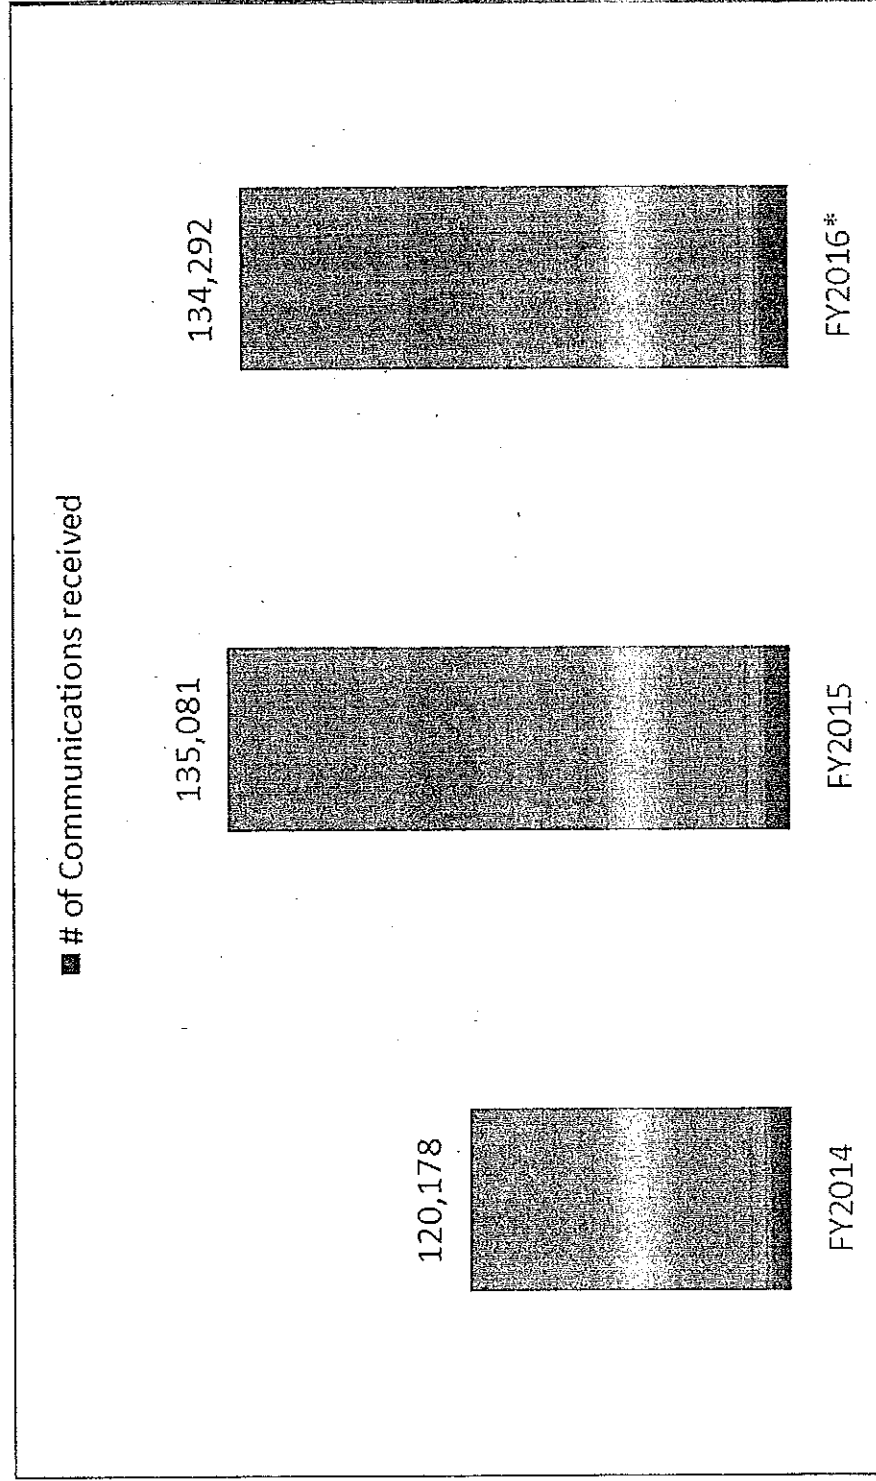 # of Communications received
120,178
135,081
134,292
FY2014
FY2015
FY2016*